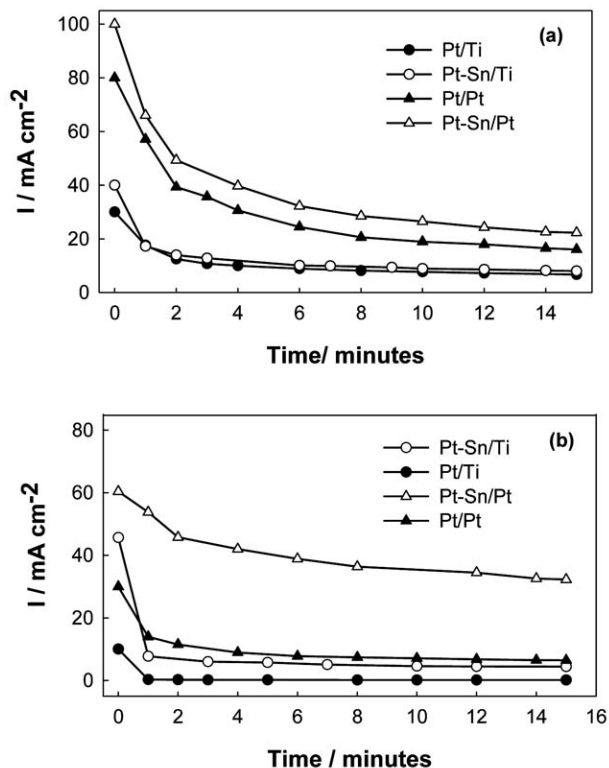 (a)
Pt/Ti
Pt-Sn/Ti
Pt/Pt
Pt-Sn/Pt
100
80
60
40
20
0
I / mA cm-2
0 2 4 6 8 10 12 14
Time/ minutes
(b)
Pt-Sn/Ti
Pt/Ti
Pt-Sn/Pt
Pt/Pt
80
60
40
20
0
I / mA cm-2
0 2 4 6 8 10 12 14 16
Time / minutes